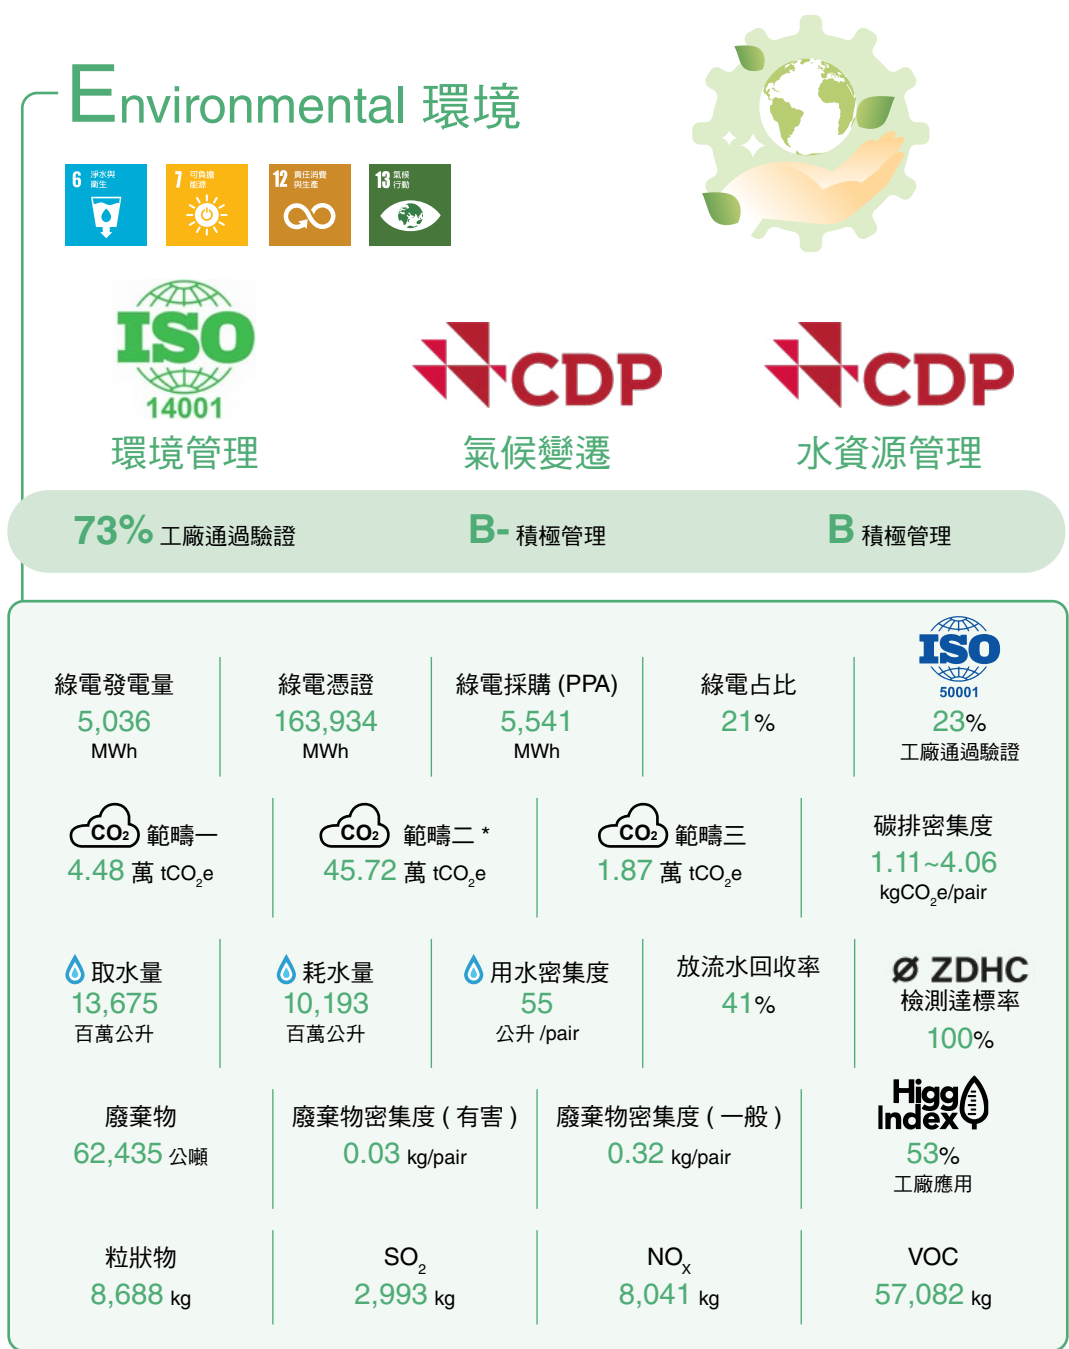 Environmental 環境
6 淨水與
衛生
7 可負擔
能源
12 責任消費
與生產
13 氣候
行動
ISO
14001
環境管理
CDP
氣候變遷
CDP
水資源管理
73% 工廠通過驗證
B- 積極管理
B 積極管理
綠電發電量
5,036
MWh
綠電憑證
163,934
MWh
綠電採購 (PPA)
5,541
MWh
綠電占比
21%
ISO
50001
23%
工廠通過驗證
CO₂ 範疇一
4.48 萬 tCO₂e
CO₂ 範疇二 *
45.72 萬 tCO₂e
CO₂ 範疇三
1.87 萬 tCO₂e
碳排密集度
1.11~4.06
kgCO₂e/pair
取水量
13,675
百萬公升
耗水量
10,193
百萬公升
用水密集度
55
公升 /pair
放流水回收率
41%
Ø ZDHC
檢測達標率
100%
廢棄物
62,435 公噸
廢棄物密集度 ( 有害 )
0.03 kg/pair
廢棄物密集度 ( 一般 )
0.32 kg/pair
Higg
Index
53%
工廠應用
粒狀物
8,688 kg
SO₂
2,993 kg
NOₓ
8,041 kg
VOC
57,082 kg